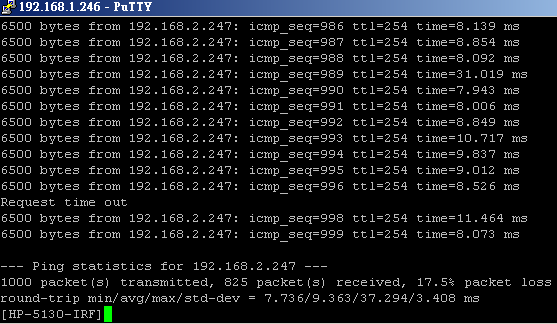 192.168.1.246 - PuTTY
6500 bytes from 192.168.2.247: icmp_seq=986 ttl=254 time=8.139 ms
6500 bytes from 192.168.2.247: icmp_seq=987 ttl=254 time=8.854 ms
6500 bytes from 192.168.2.247: icmp_seq=988 ttl=254 time=8.092 ms
6500 bytes from 192.168.2.247: icmp_seq=989 ttl=254 time=31.019 ms
6500 bytes from 192.168.2.247: icmp_seq=990 ttl=254 time=7.943 ms
6500 bytes from 192.168.2.247: icmp_seq=991 ttl=254 time=8.006 ms
6500 bytes from 192.168.2.247: icmp_seq=992 ttl=254 time=8.849 ms
6500 bytes from 192.168.2.247: icmp_seq=993 ttl=254 time=10.717 ms
6500 bytes from 192.168.2.247: icmp_seq=994 ttl=254 time=9.837 ms
6500 bytes from 192.168.2.247: icmp_seq=995 ttl=254 time=9.012 ms
6500 bytes from 192.168.2.247: icmp_seq=996 ttl=254 time=8.526 ms
Request time out
6500 bytes from 192.168.2.247: icmp_seq=998 ttl=254 time=11.464 ms
6500 bytes from 192.168.2.247: icmp_seq=999 ttl=254 time=8.073 ms
--- Ping statistics for 192.168.2.247 ---
1000 packet(s) transmitted, 825 packet(s) received, 17.5% packet loss
round-trip min/avg/max/std-dev = 7.736/9.363/37.294/3.408 ms
[HP-5130-IRF]